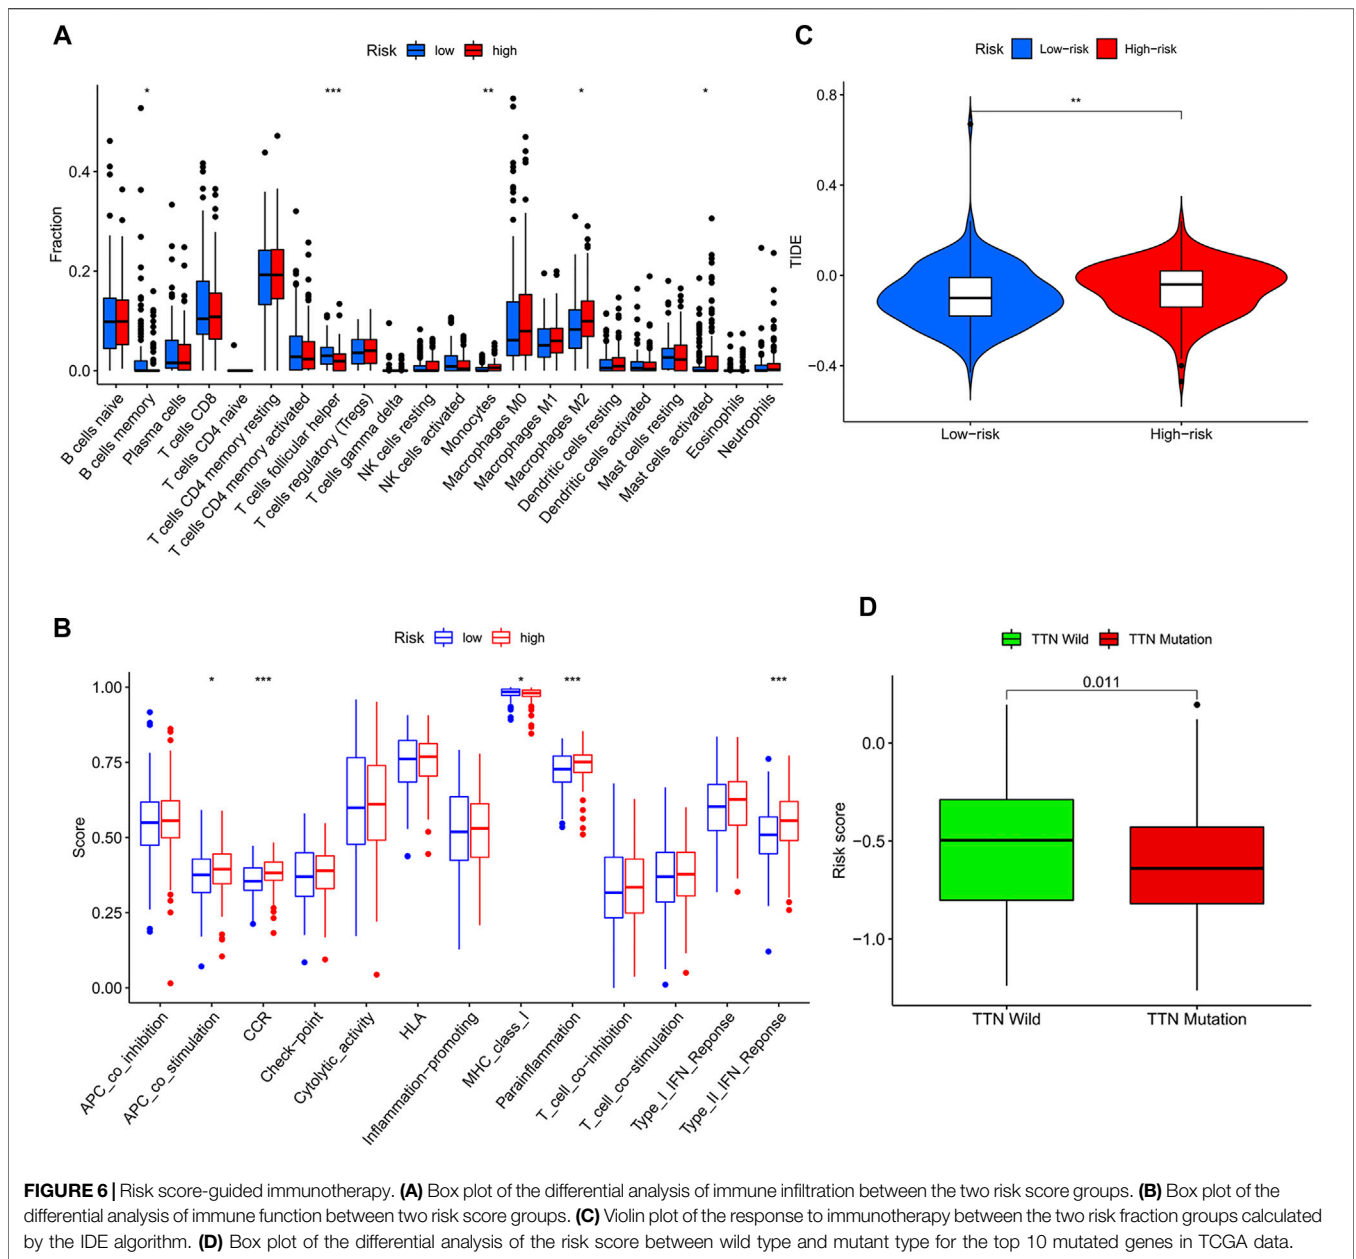 A
Risk low high
* *** ** * *
Fraction
0.4
0.2
0.0
B cells naive
B cells memory
Plasma cells
T cells CD8
T cells CD4 naive
T cells CD4 memory resting
T cells CD4 memory activated
T cells follicular helper
T cells regulatory (Tregs)
T cells gamma delta
NK cells resting
NK cells activated
Monocytes
Macrophages M0
Macrophages M1
Macrophages M2
Dendritic cells resting
Dendritic cells activated
Mast cells resting
Mast cells activated
Eosinophils
Neutrophils
C
Risk Low−risk High−risk
**
TIDE
0.8
0.4
0.0
−0.4
Low−risk High−risk
B
Risk low high
* *** * *** ***
Score
1.00
0.75
0.50
0.25
0.00
APC_co_inhibition
APC_co_stimulation
CCR
Check−point
Cytolytic_activity
HLA
Inflammation−promoting
MHC_class_I
Parainflammation
T_cell_co−inhibition
T_cell_co−stimulation
Type_I_IFN_Reponse
Type_II_IFN_Reponse
D
TTN Wild TTN Mutation
0.011
Risk score
0.0
−0.5
−1.0
TTN Wild TTN Mutation
FIGURE 6 | Risk score-guided immunotherapy. (A) Box plot of the differential analysis of immune infiltration between the two risk score groups. (B) Box plot of the
differential analysis of immune function between two risk score groups. (C) Violin plot of the response to immunotherapy between the two risk fraction groups calculated
by the IDE algorithm. (D) Box plot of the differential analysis of the risk score between wild type and mutant type for the top 10 mutated genes in TCGA data.